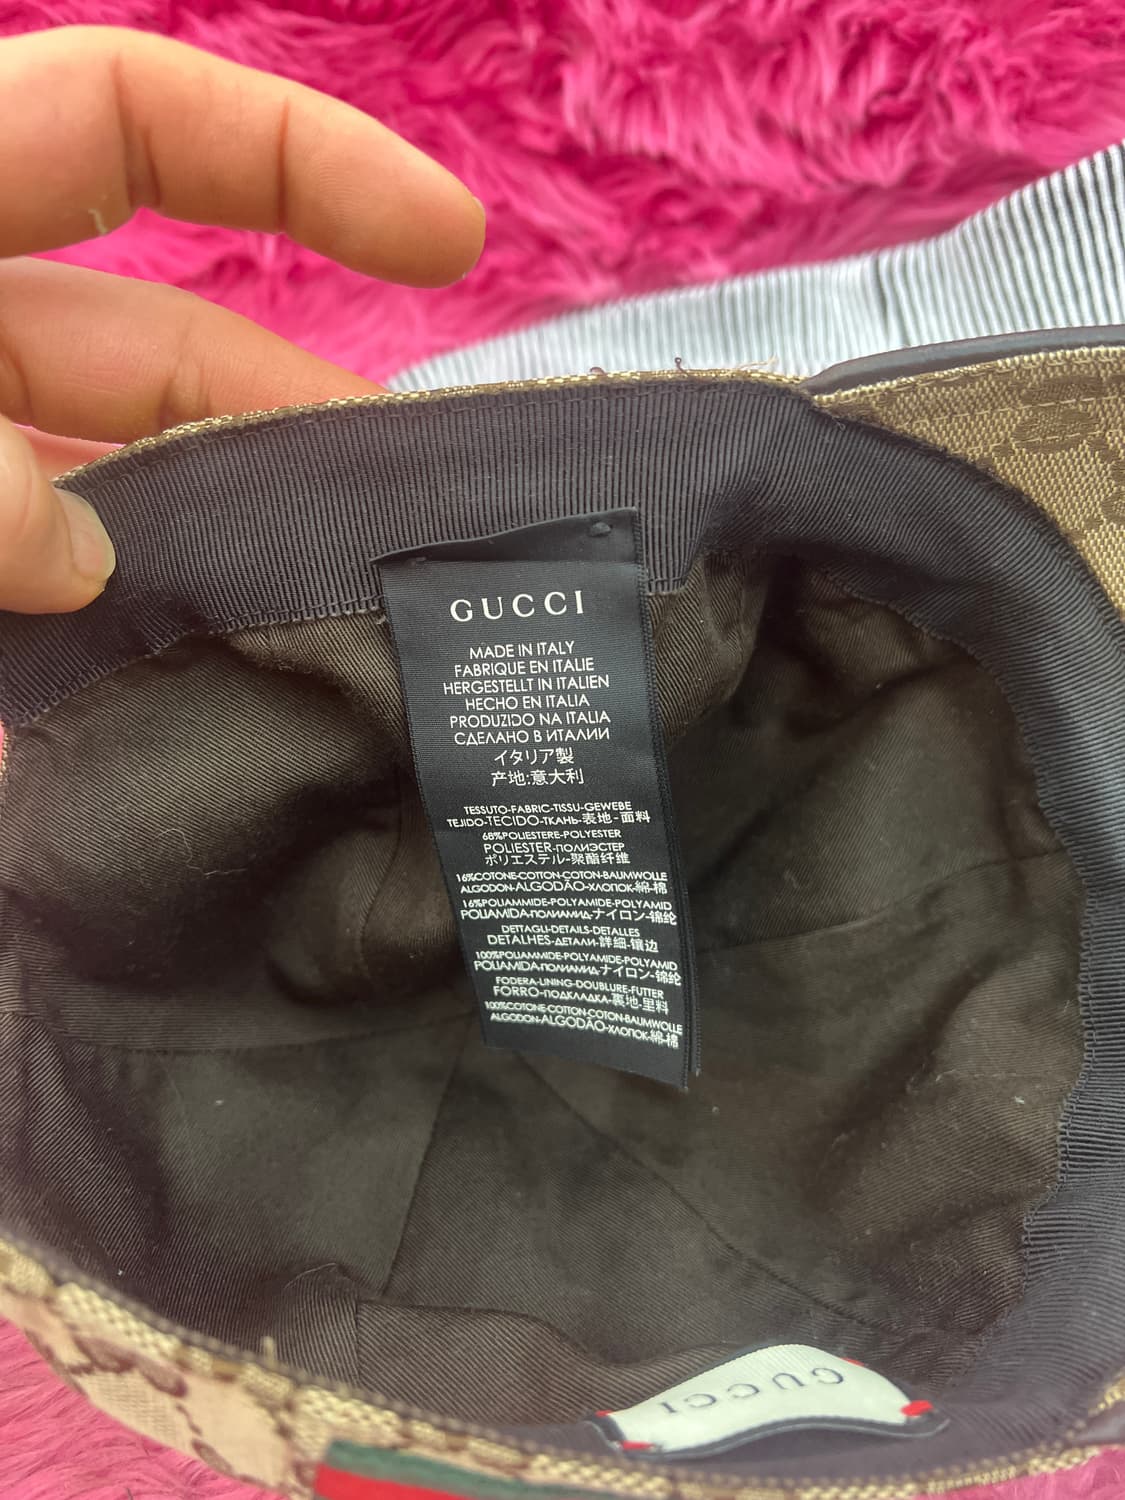 GUCCI
MADE IN ITALY
FABRIQUE EN ITALIE
HERGESTELLT IN ITALIEN
HECHO EN ITALIA
PRODUZIDO NA ITALIA
СДЕЛАНО В ИТАЛИИ
イタリア製
产地:意大利
TESSUTO-FABRIC-TISSU-GEWEBE
TEJIDO-TECIDO-ТКАНЬ-表地-面料
68%POLIESTERE-POLYESTER
POLIESTER-ПОЛИЭСТЕР
ポリエステル-聚酯纤维
16%COTONE-COTTON-COTON-BAUMWOLLE
ALGODON-ALGODÃO-ХЛОПОК-綿-棉
16%POLIAMMIDE-POLYAMIDE-POLYAMID
POLIAMIDA-ПОЛИАМИД-ナイロン-锦纶
DETTAGLI-DETAILS-DETALLES
DETALHES-ДЕТАЛИ-詳細-镶边
100%POLIAMMIDE-POLYAMIDE-POLYAMID
POLIAMIDA-ПОЛИАМИД-ナイロン-锦纶
FODERA-LINING-DOUBLURE-FUTTER
FORRO-ПОДКЛАДКА-裏地-里料
100%COTONE-COTTON-COTON-BAUMWOLLE
ALGODON-ALGODÃO-ХЛОПОК-綿-棉
GUCCI